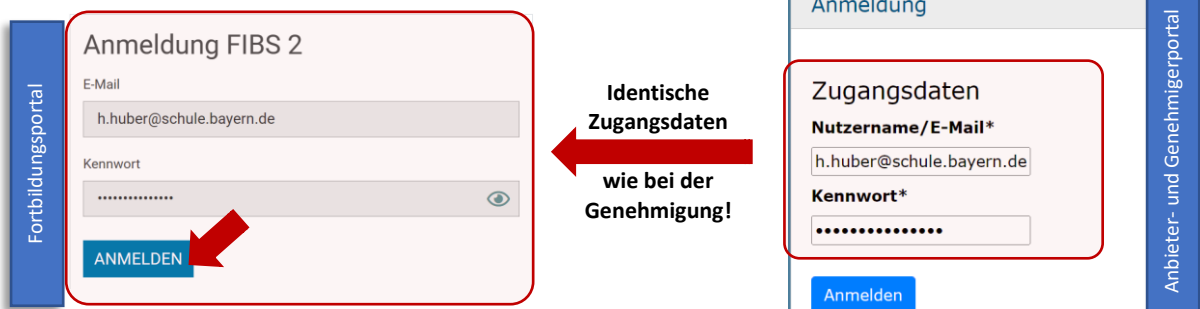 Fortbildungsportal
Anmeldung FIBS 2
E-Mail
h.huber@schule.bayern.de
Kennwort
•••••••••••••••
ANMELDEN
Identische
Zugangsdaten
wie bei der
Genehmigung!
Anmeldung
Zugangsdaten
Nutzername/E-Mail*
h.huber@schule.bayern.de
Kennwort*
•••••••••••••••
Anmelden
Anbieter- und Genehmigerportal